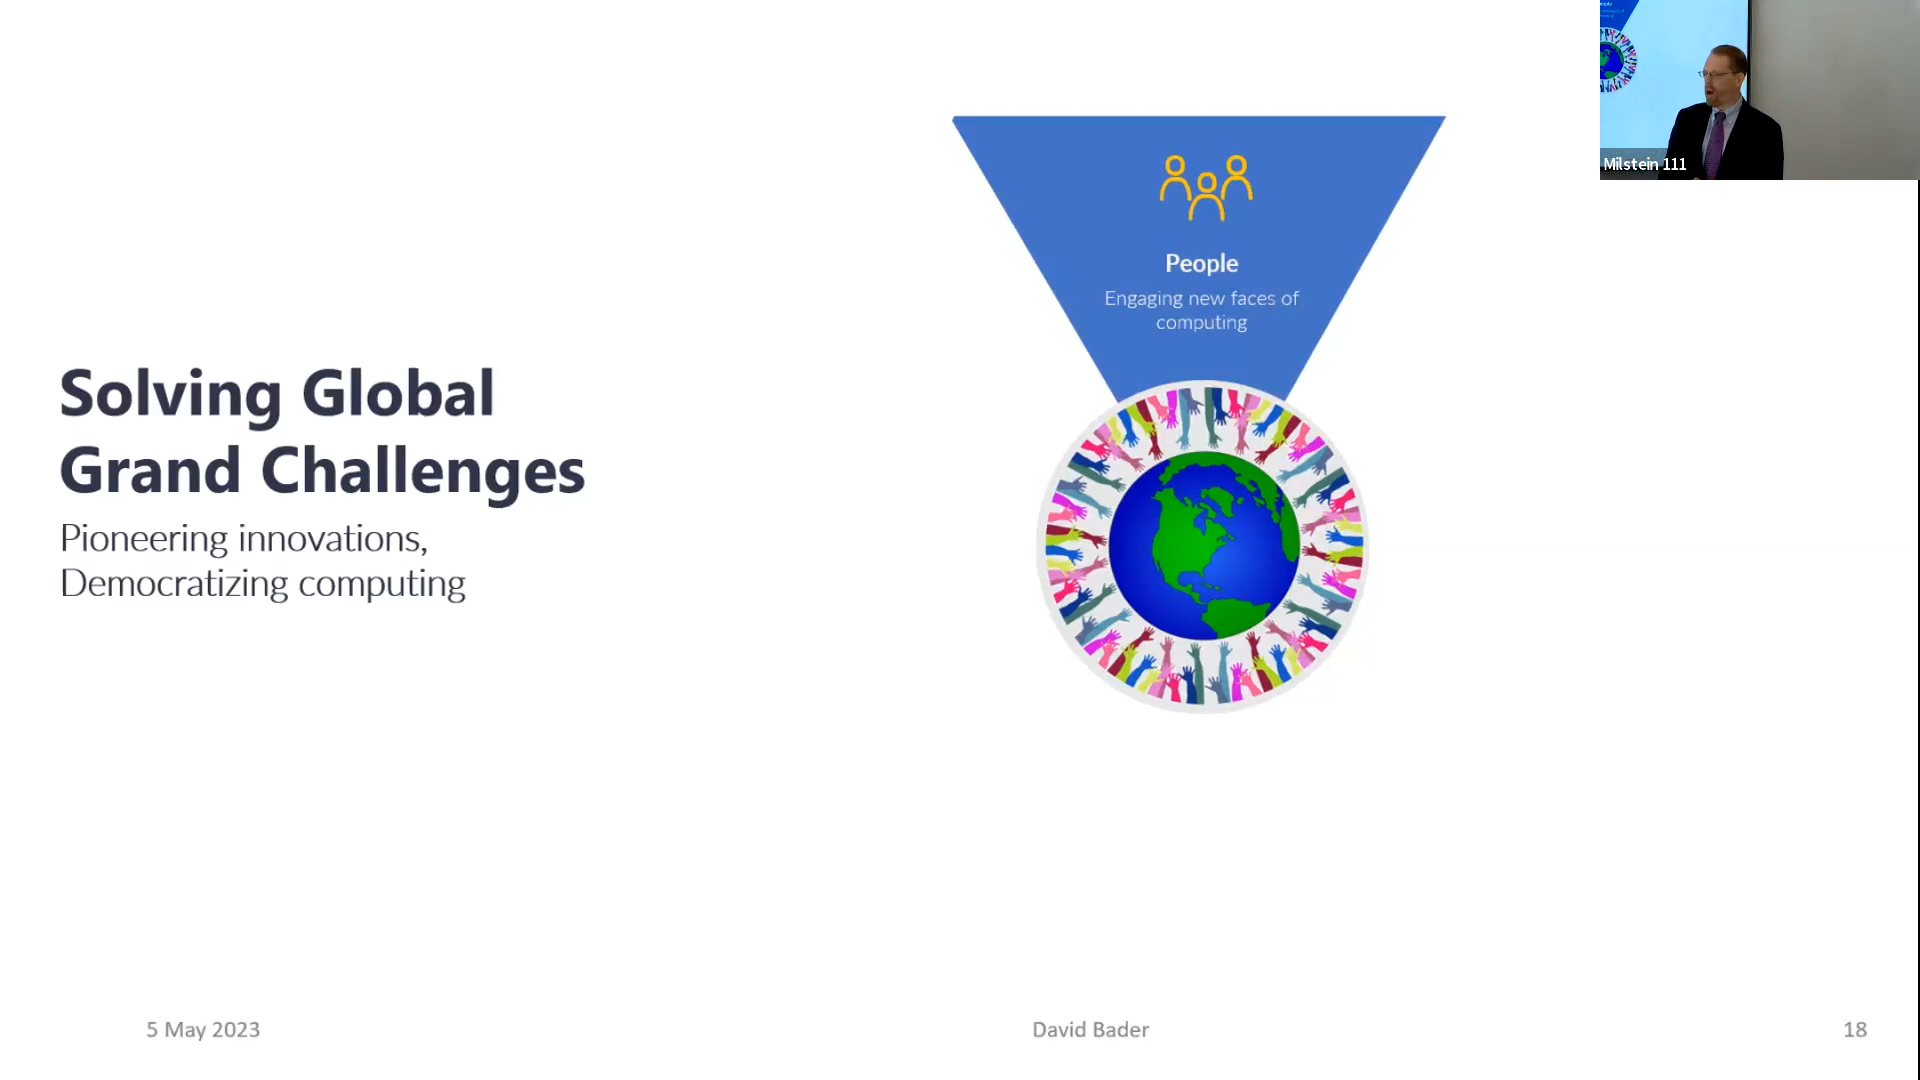 People
Engaging new faces of
computing
Solving Global
Grand Challenges
Pioneering innovations,
Democratizing computing
Milstein 111
5 May 2023
David Bader
18